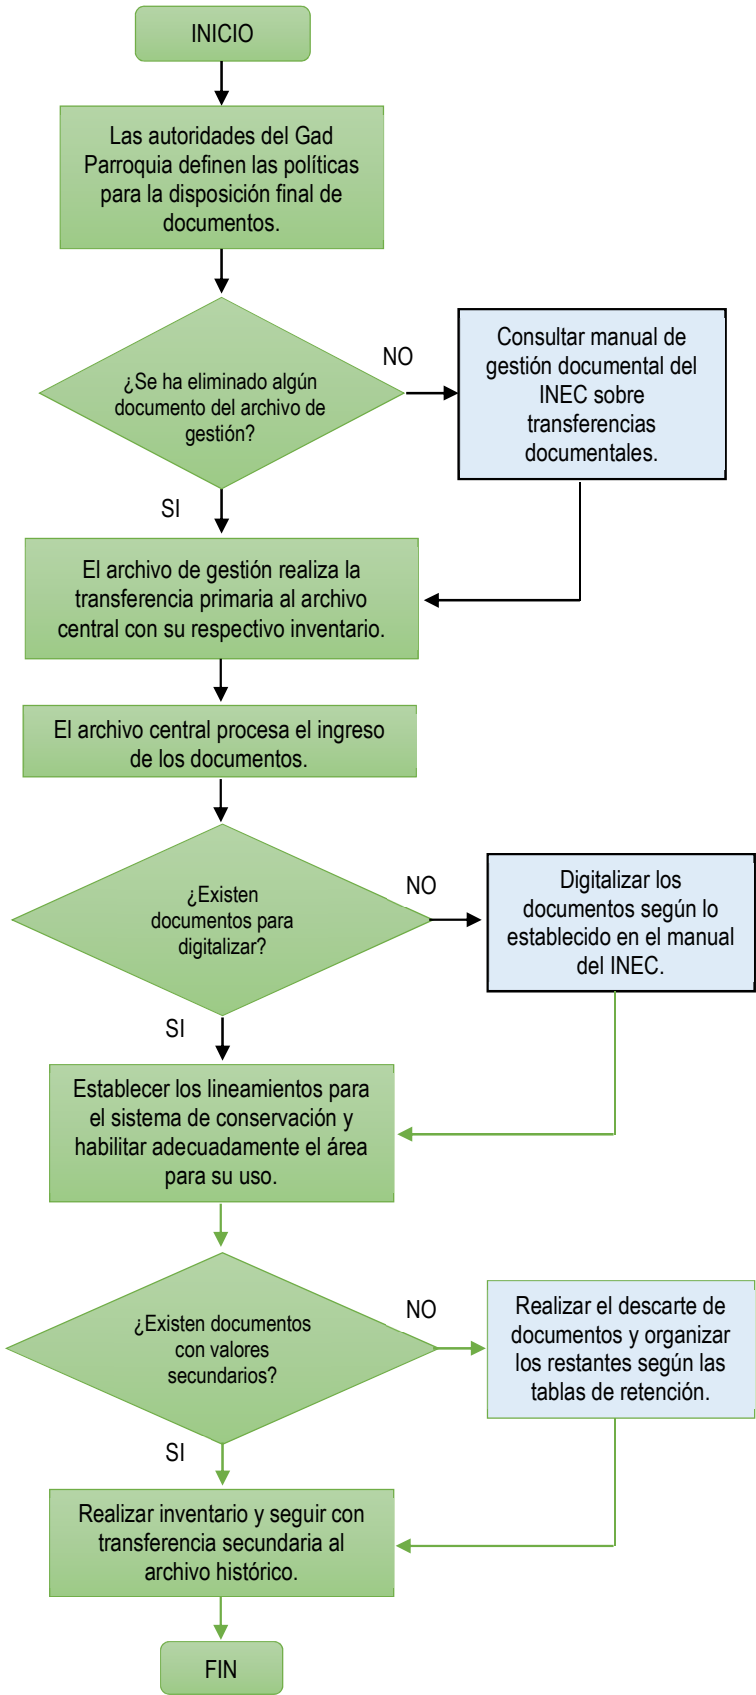 INICIO
Las autoridades del Gad
Parroquia definen las políticas
para la disposición final de
documentos.
¿Se ha eliminado algún
documento del archivo de
gestión?
NO
Consultar manual de
gestión documental del
INEC sobre
transferencias
documentales.
SI
El archivo de gestión realiza la
transferencia primaria al archivo
central con su respectivo inventario.
El archivo central procesa el ingreso
de los documentos.
¿Existen
documentos para
digitalizar?
NO
Digitalizar los
documentos según lo
establecido en el manual
del INEC.
SI
Establecer los lineamientos para
el sistema de conservación y
habilitar adecuadamente el área
para su uso.
¿Existen documentos
con valores
secundarios?
NO
Realizar el descarte de
documentos y organizar
los restantes según las
tablas de retención.
SI
Realizar inventario y seguir con
transferencia secundaria al
archivo histórico.
FIN